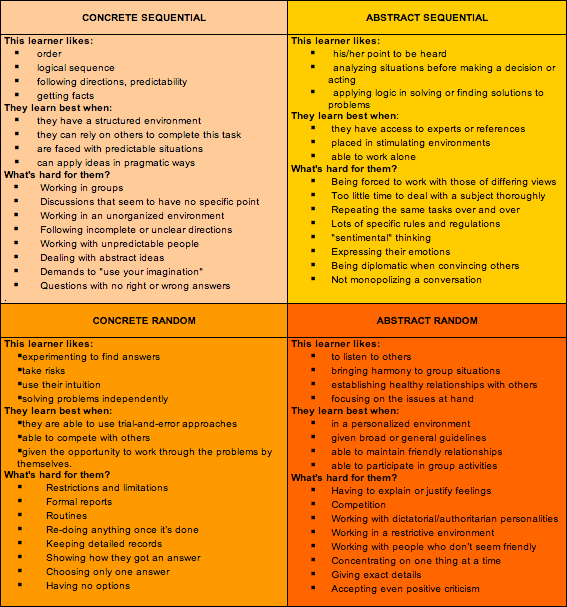 CONCRETE SEQUENTIAL
This learner likes:
▪ order
▪ logical sequence
▪ following directions, predictability
▪ getting facts
They learn best when:
▪ they have a structured environment
▪ they can rely on others to complete this task
▪ are faced with predictable situations
▪ can apply ideas in pragmatic ways
What's hard for them?
▪ Working in groups
▪ Discussions that seem to have no specific point
▪ Working in an unorganized environment
▪ Following incomplete or unclear directions
▪ Working with unpredictable people
▪ Dealing with abstract ideas
▪ Demands to "use your imagination"
▪ Questions with no right or wrong answers
.
ABSTRACT SEQUENTIAL
This learner likes:
▪ his/her point to be heard
▪ analyzing situations before making a decision or
acting
▪ applying logic in solving or finding solutions to
problems
They learn best when:
▪ they have access to experts or references
▪ placed in stimulating environments
▪ able to work alone
What's hard for them?
▪ Being forced to work with those of differing views
▪ Too little time to deal with a subject thoroughly
▪ Repeating the same tasks over and over
▪ Lots of specific rules and regulations
▪ "sentimental" thinking
▪ Expressing their emotions
▪ Being diplomatic when convincing others
▪ Not monopolizing a conversation
CONCRETE RANDOM
This learner likes:
▪experimenting to find answers
▪take risks
▪use their intuition
▪solving problems independently
They learn best when:
▪they are able to use trial-and-error approaches
▪able to compete with others
▪given the opportunity to work through the problems by
themselves.
What's hard for them?
▪ Restrictions and limitations
▪ Formal reports
▪ Routines
▪ Re-doing anything once it's done
▪ Keeping detailed records
▪ Showing how they got an answer
▪ Choosing only one answer
▪ Having no options
ABSTRACT RANDOM
This learner likes:
▪ to listen to others
▪ bringing harmony to group situations
▪ establishing healthy relationships with others
▪ focusing on the issues at hand
They learn best when:
▪ in a personalized environment
▪ given broad or general guidelines
▪ able to maintain friendly relationships
▪ able to participate in group activities
What's hard for them?
▪ Having to explain or justify feelings
▪ Competition
▪ Working with dictatorial/authoritarian personalities
▪ Working in a restrictive environment
▪ Working with people who don't seem friendly
▪ Concentrating on one thing at a time
▪ Giving exact details
▪ Accepting even positive criticism